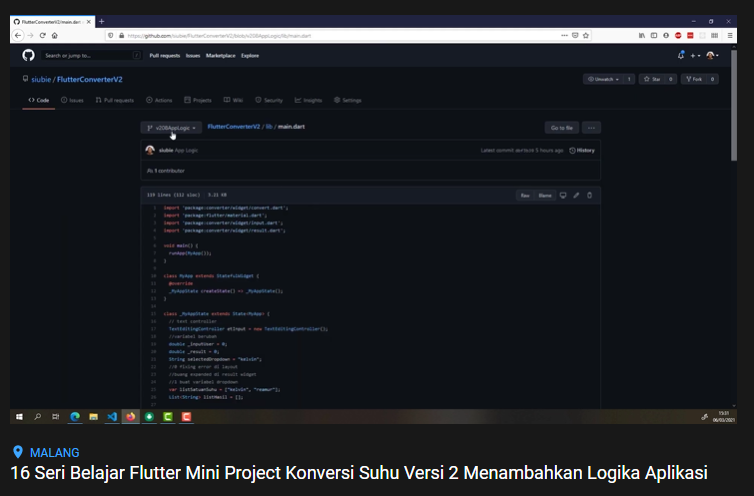 FlutterConverterV2/main.dart
https://github.com/siubie/FlutterConverterV2/blob/v208AppLogic/lib/main.dart
Search or jump to...
/
Pull requests Issues Marketplace Explore
siubie / FlutterConverterV2
Unwatch 1 Star 0 Fork 0
Code Issues Pull requests Actions Projects Wiki Security Insights Settings
v208AppLogic FlutterConverterV2 / lib / main.dart Go to file ...
siubie App Logic Latest commit 5 hours ago History
1 contributor
119 lines (112 sloc) 3.31 KB Raw Blame
1 import 'package:converter/widget/convert.dart';
2 import 'package:flutter/material.dart';
3 import 'package:converter/widget/input.dart';
4 import 'package:converter/widget/result.dart';
5
6 void main() {
7 runApp(MyApp());
8 }
9
10 class MyApp extends StatefulWidget {
11 @override
12 _MyAppState createState() => _MyAppState();
13 }
14
15 class _MyAppState extends State<MyApp> {
16 // text controller
17 TextEditingController etInput = new TextEditingController();
18 //variabel berubah
19 double _inputUser = 0;
20 double _result = 0;
21 String selectedDropdown = "kelvin";
22 //0 fixing error di layout
23 //buang expanded di result widget
24 //1 buat variabel dropdown
25 var listSatuanSuhu = ["kelvin", "reamur"];
26 List<String> listHasil = [];
15:31
06/03/2021
MALANG
16 Seri Belajar Flutter Mini Project Konversi Suhu Versi 2 Menambahkan Logika Aplikasi